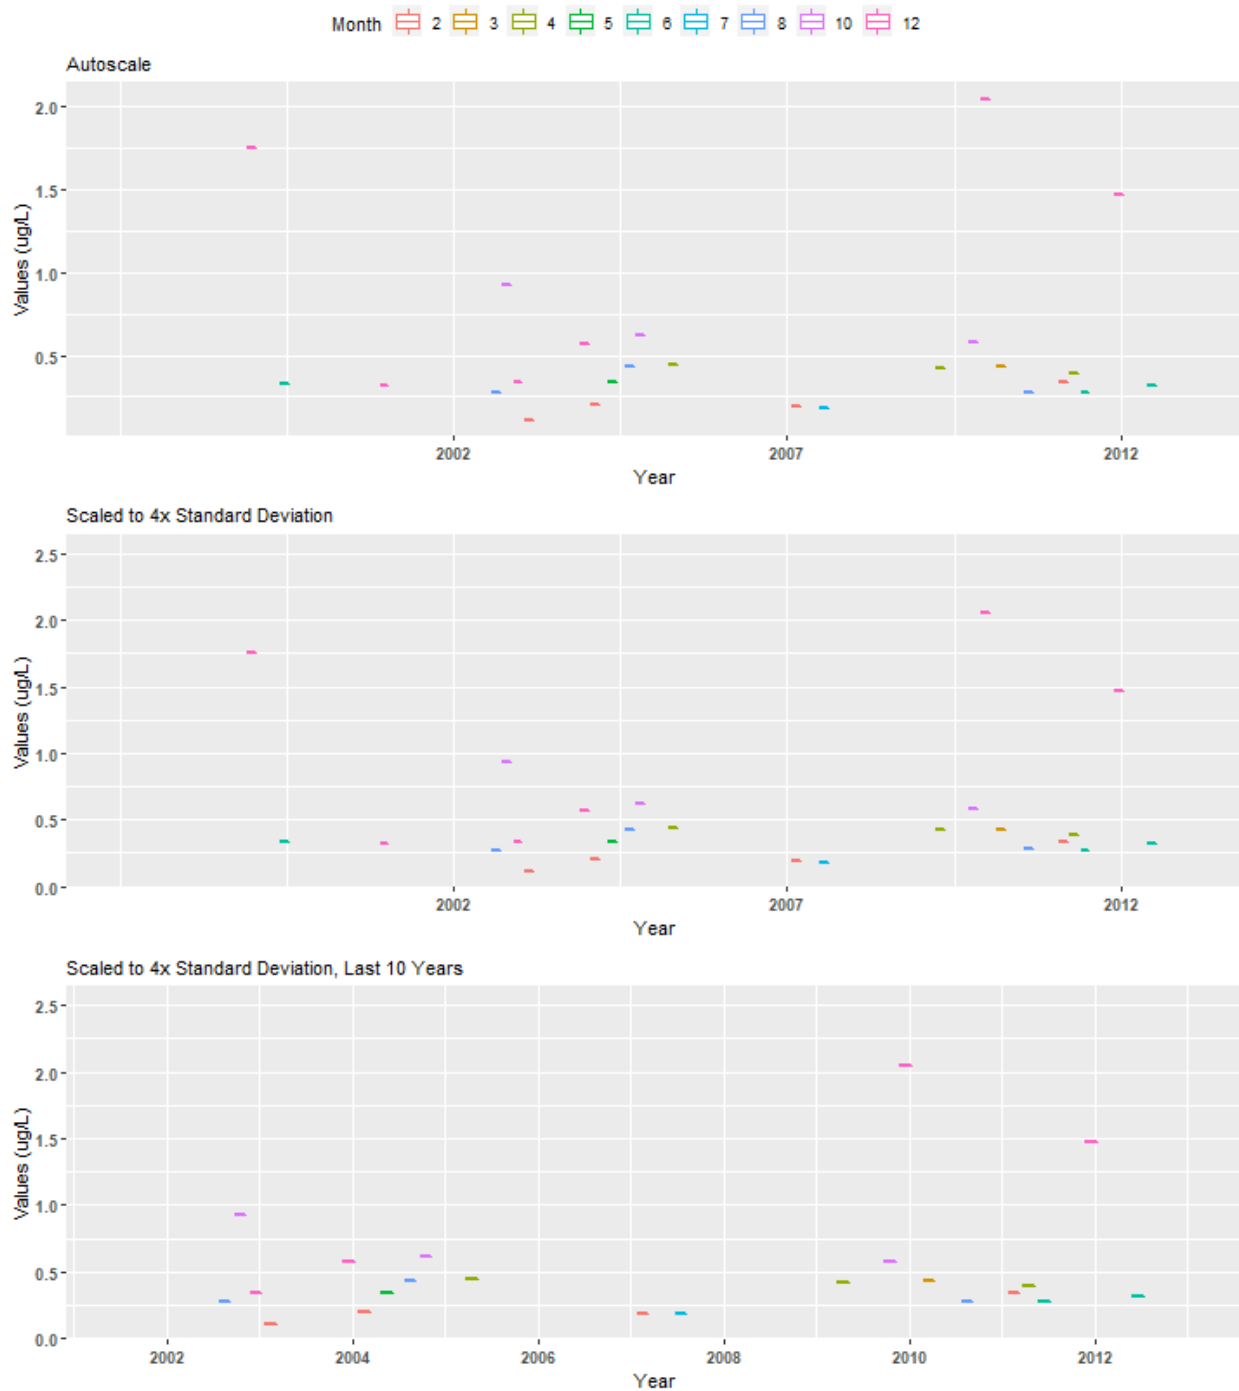 Month 2 3 4 5 6 7 8 10 12
Autoscale
2.0
1.5
1.0
0.5
Values (ug/L)
2002 2007 2012
Year
Scaled to 4x Standard Deviation
2.5
2.0
1.5
1.0
0.5
0.0
Values (ug/L)
2002 2007 2012
Year
Scaled to 4x Standard Deviation, Last 10 Years
2.5
2.0
1.5
1.0
0.5
0.0
Values (ug/L)
2002 2004 2006 2008 2010 2012
Year